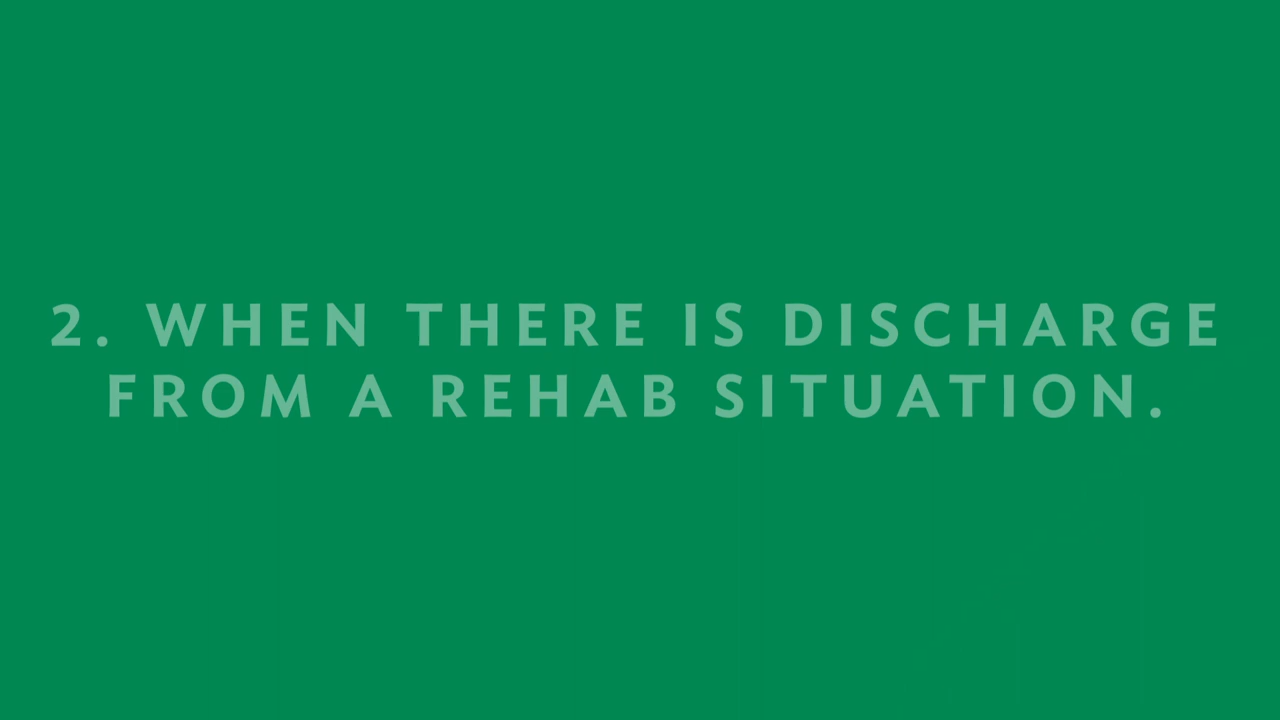 2. WHEN THERE IS DISCHARGE
FROM A REHAB SITUATION.